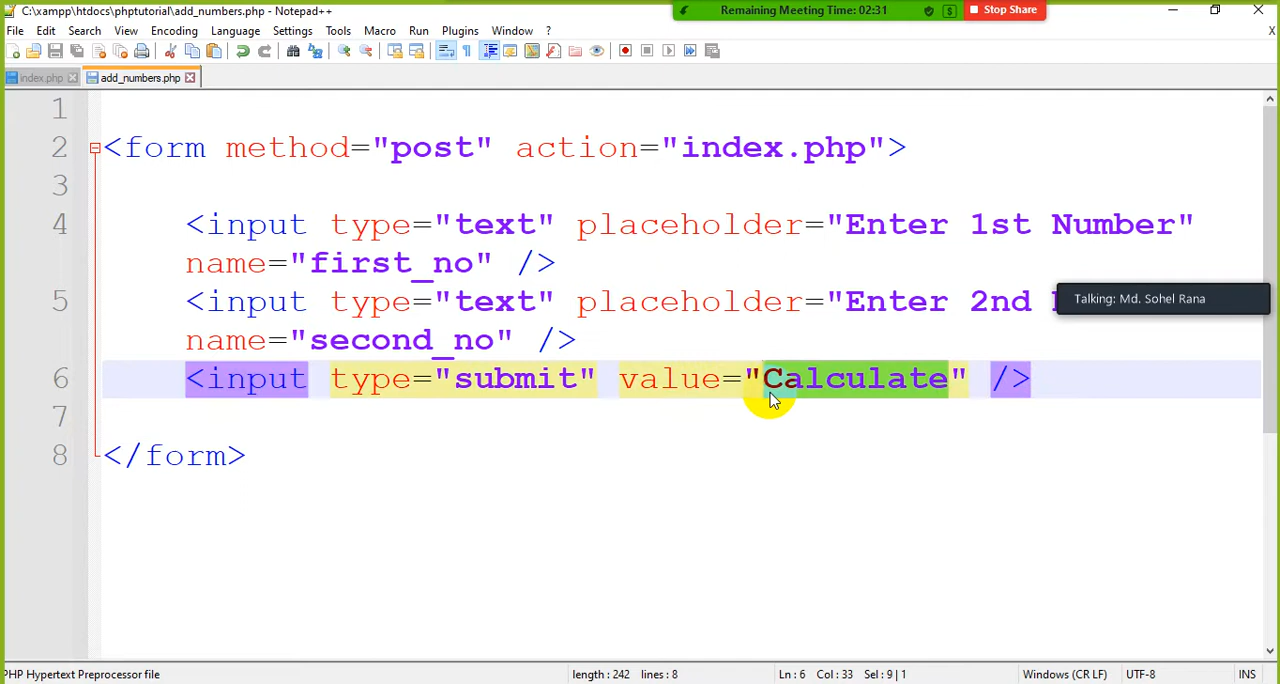 C:\xampp\htdocs\phptutorial\add_numbers.php - Notepad++
Remaining Meeting Time: 02:31
$
Stop Share
File Edit Search View Encoding Language Settings Tools Macro Run Plugins Window ?
X
index.php add_numbers.php
1
2 <form method="post" action="index.php">
3
4 <input type="text" placeholder="Enter 1st Number"
name="first_no" />
5 <input type="text" placeholder="Enter 2nd
Talking: Md. Sohel Rana
name="second_no" />
6 <input type="submit" value="Calculate" />
7
8 </form>
PHP Hypertext Preprocessor file length : 242 lines : 8 Ln : 6 Col : 33 Sel : 9 | 1 Windows (CR LF) UTF-8 INS